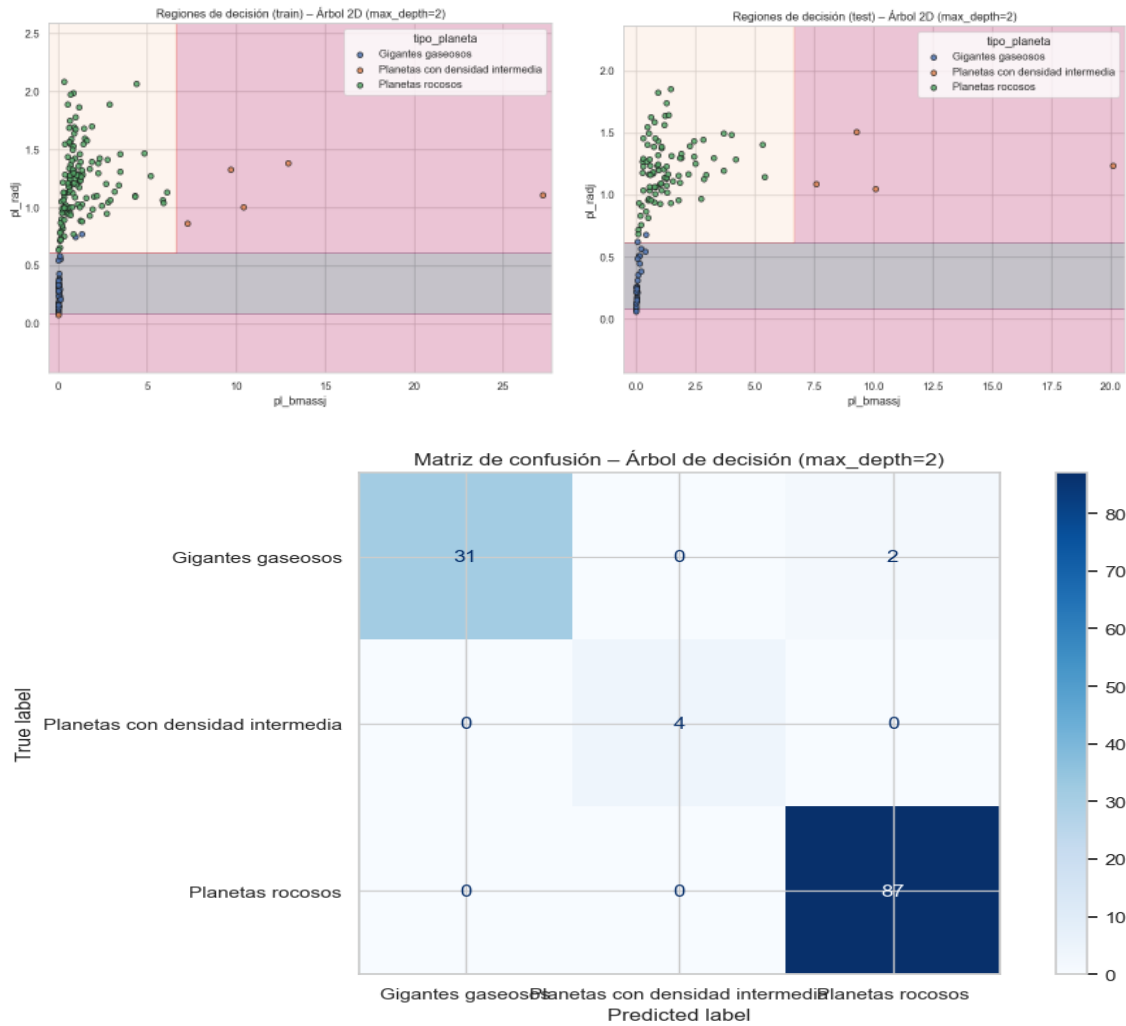 Regiones de decisión (train) – Árbol 2D (max_depth=2)
tipo_planeta
Gigantes gaseosos
Planetas con densidad intermedia
Planetas rocosos
2.5
2.0
1.5
1.0
0.5
0.0
pl_radj
0
5
10
15
20
25
pl_bmassj
Regiones de decisión (test) – Árbol 2D (max_depth=2)
tipo_planeta
Gigantes gaseosos
Planetas con densidad intermedia
Planetas rocosos
2.0
1.5
1.0
0.5
0.0
pl_radj
0.0
2.5
5.0
7.5
10.0
12.5
15.0
17.5
20.0
pl_bmassj
Matriz de confusión – Árbol de decisión (max_depth=2)
True label
Gigantes gaseosos
31
0
2
Planetas con densidad intermedia
0
4
0
Planetas rocosos
0
0
87
Gigantes gaseosos
Planetas con densidad intermedia
Planetas rocosos
Predicted label
80
70
60
50
40
30
20
10
0